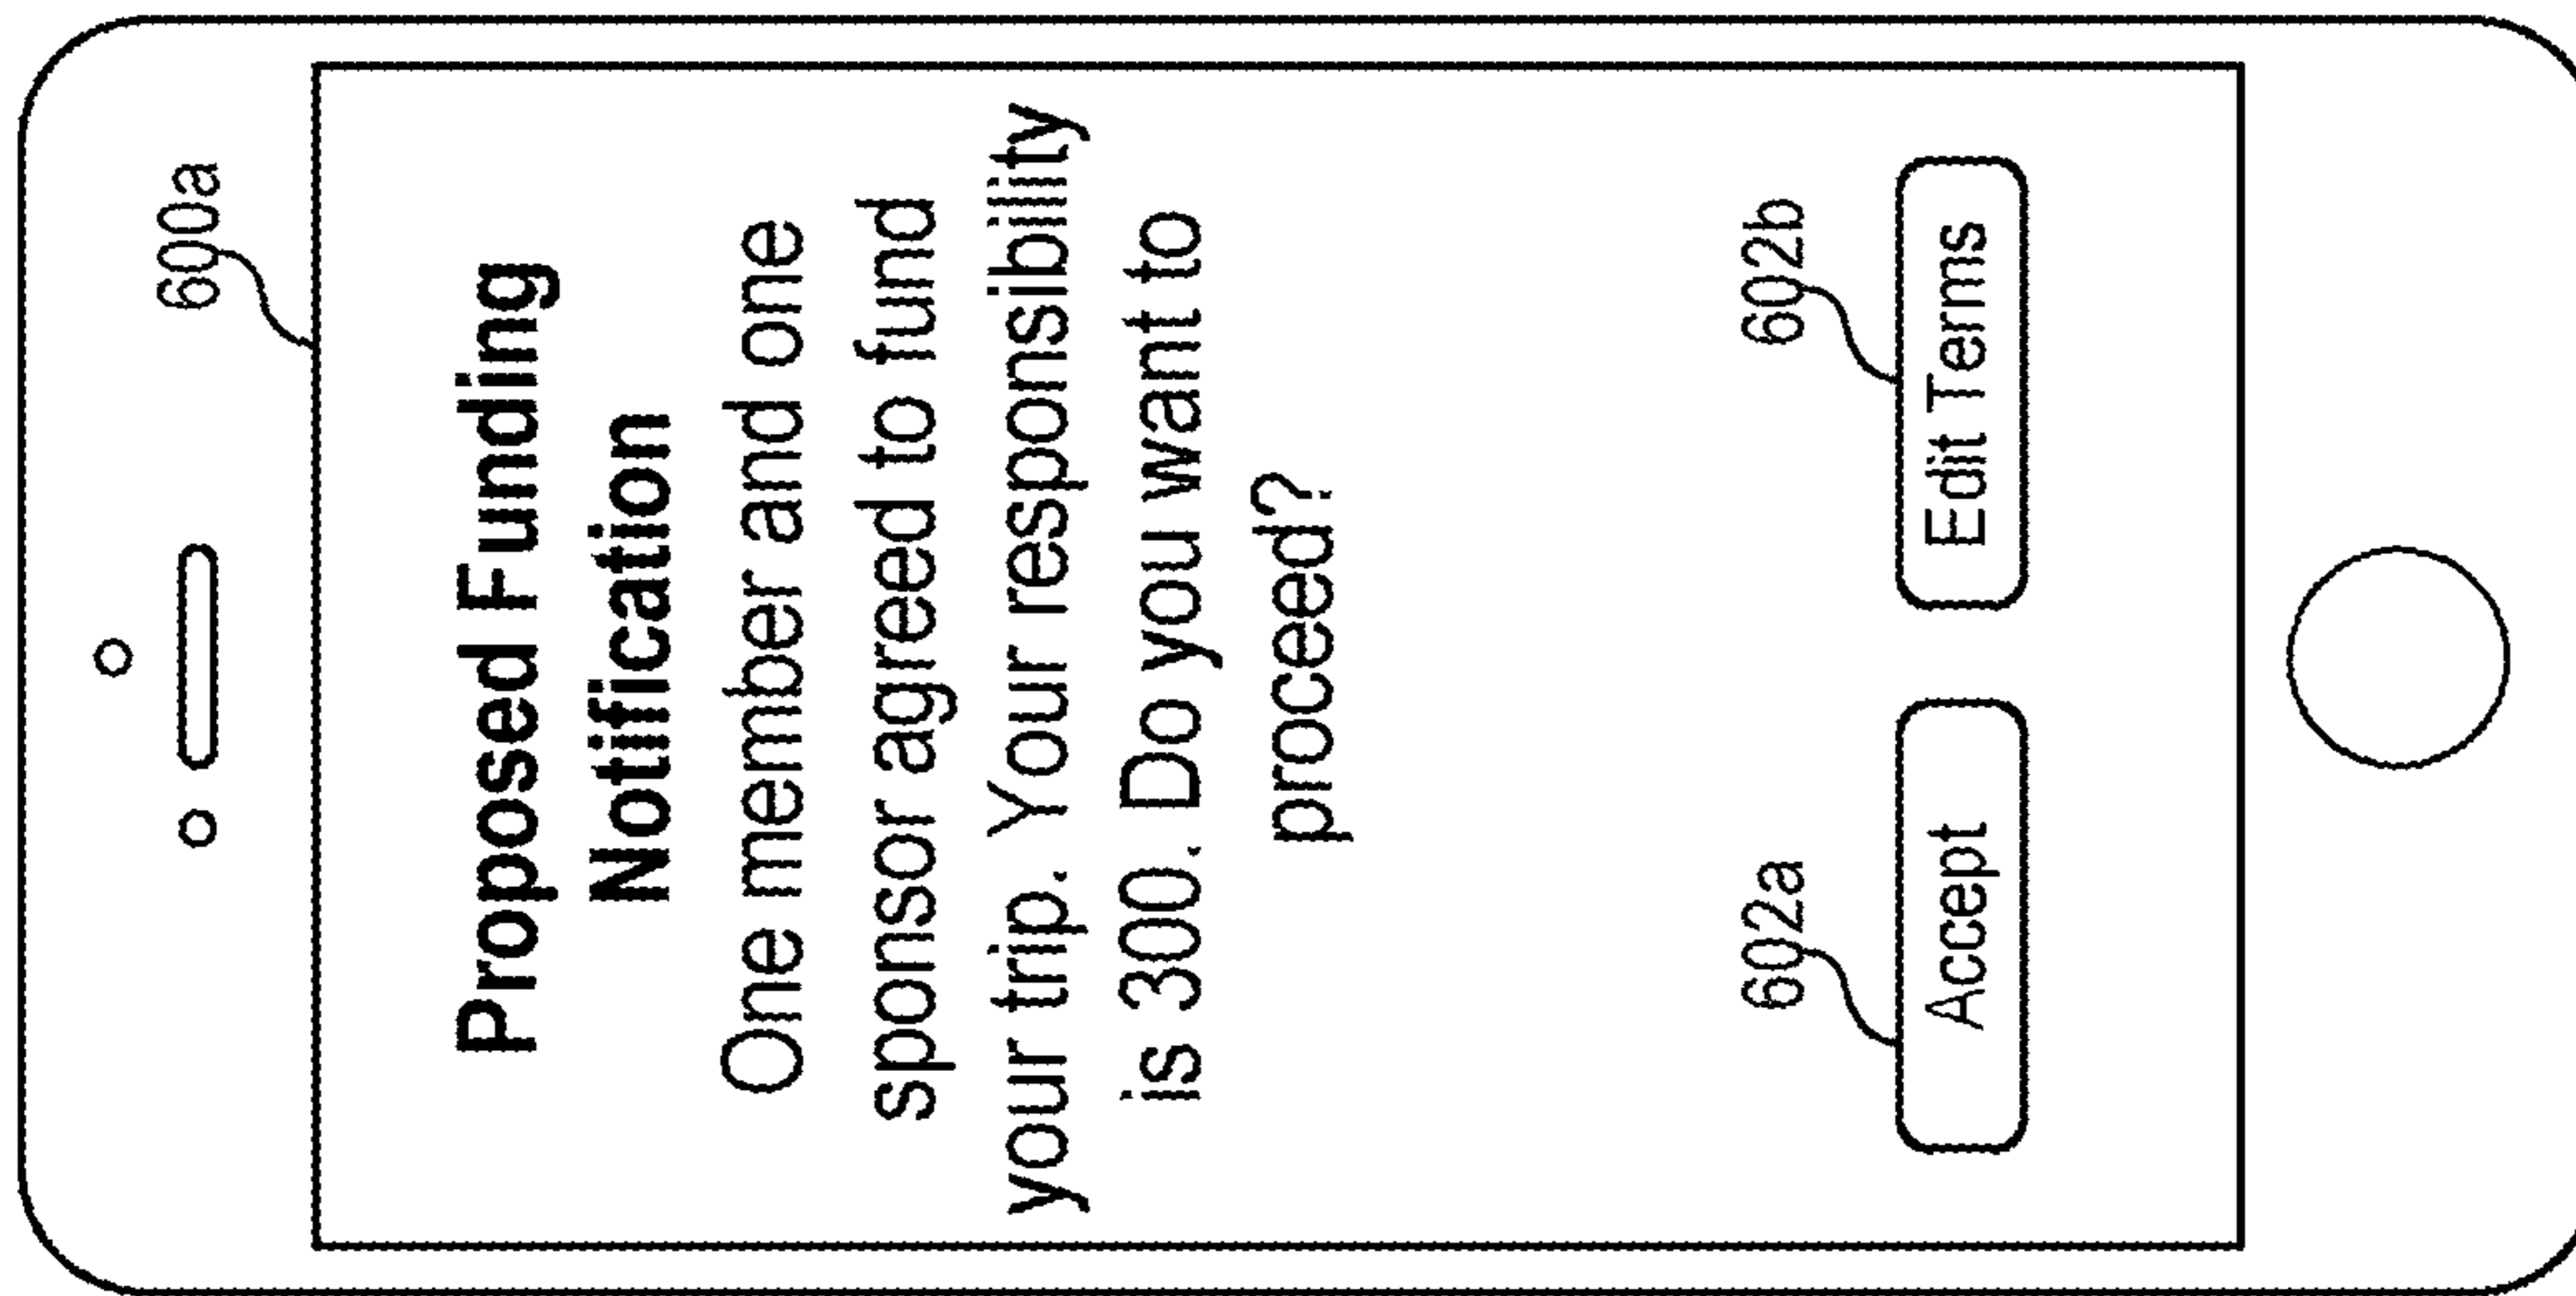 600a
Proposed Funding
Notification
One member and one
sponsor agreed to fund
your trip. Your responsibility
is 300. Do you want to
proceed?
602a
602b
Accept
Edit Terms